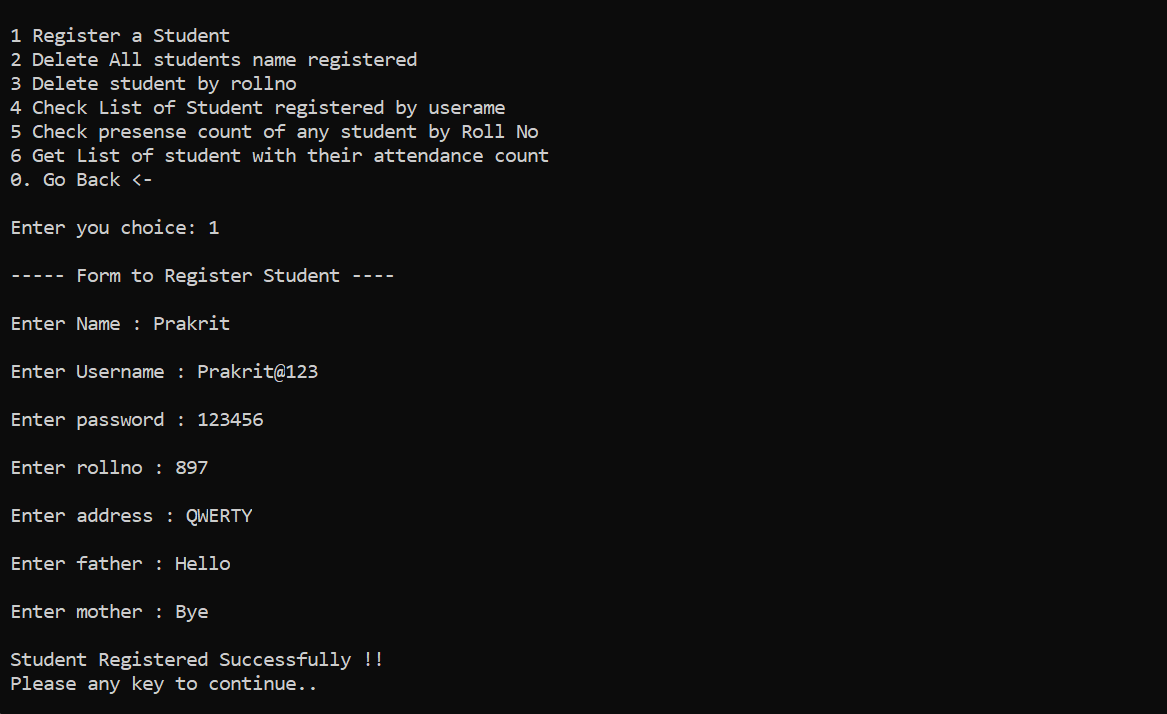 1 Register a Student
2 Delete All students name registered
3 Delete student by rollno
4 Check List of Student registered by userame
5 Check presense count of any student by Roll No
6 Get List of student with their attendance count
0. Go Back <-
Enter you choice: 1
----- Form to Register Student ----
Enter Name : Prakrit
Enter Username : Prakrit@123
Enter password : 123456
Enter rollno : 897
Enter address : QWERTY
Enter father : Hello
Enter mother : Bye
Student Registered Successfully !!
Please any key to continue..